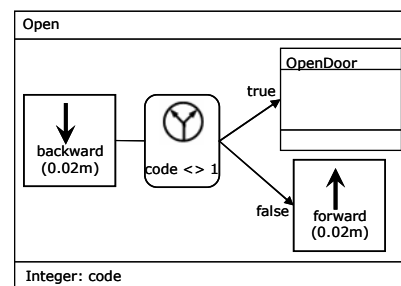 Open
OpenDoor
true
backward
(0.02m)
code <> 1
false
forward
(0.02m)
Integer: code